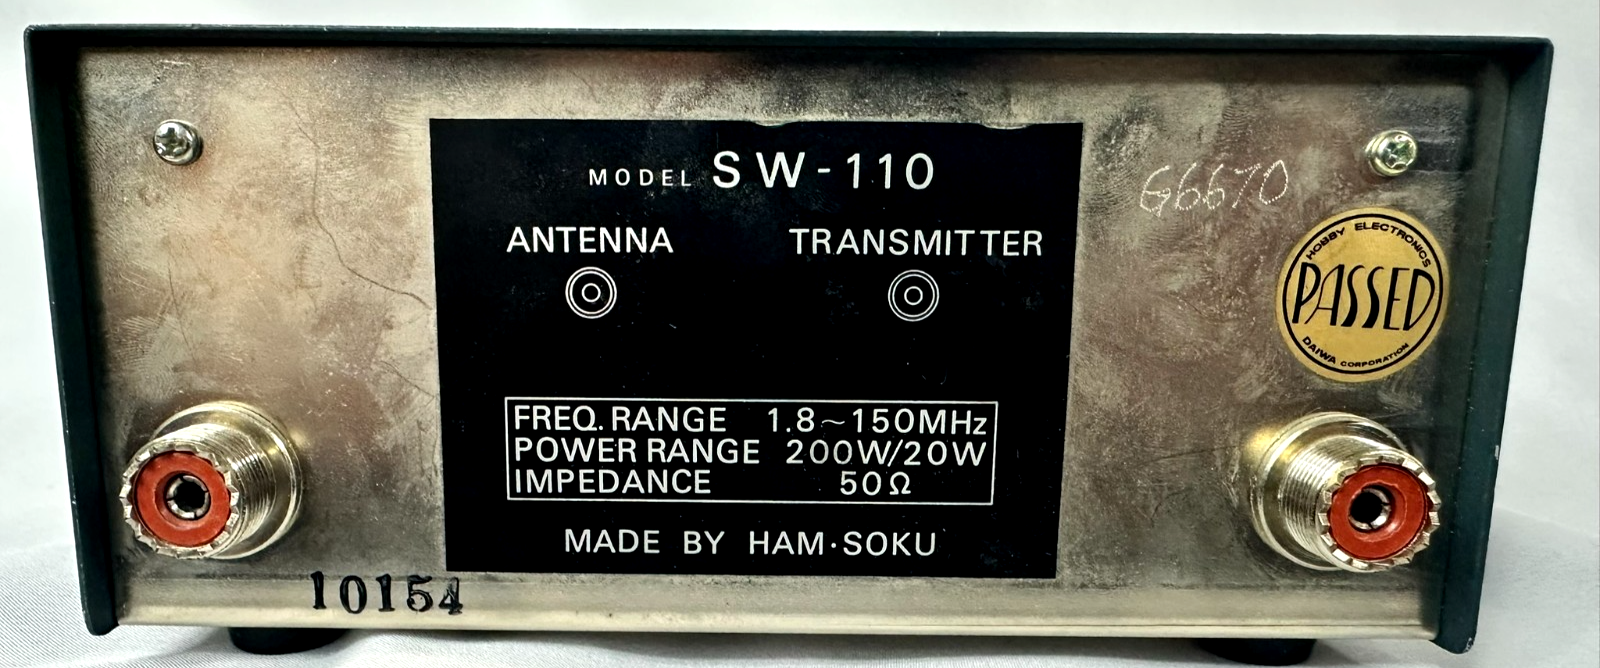 MODEL SW-110
ANTENNA TRANSMITTER
FREQ. RANGE 1.8~150MHz
POWER RANGE 200W/20W
IMPEDANCE 50Ω
MADE BY HAM·SOKU
G6670
HOBBY ELECTRONICS
PASSED
DAIWA CORPORATION
10154